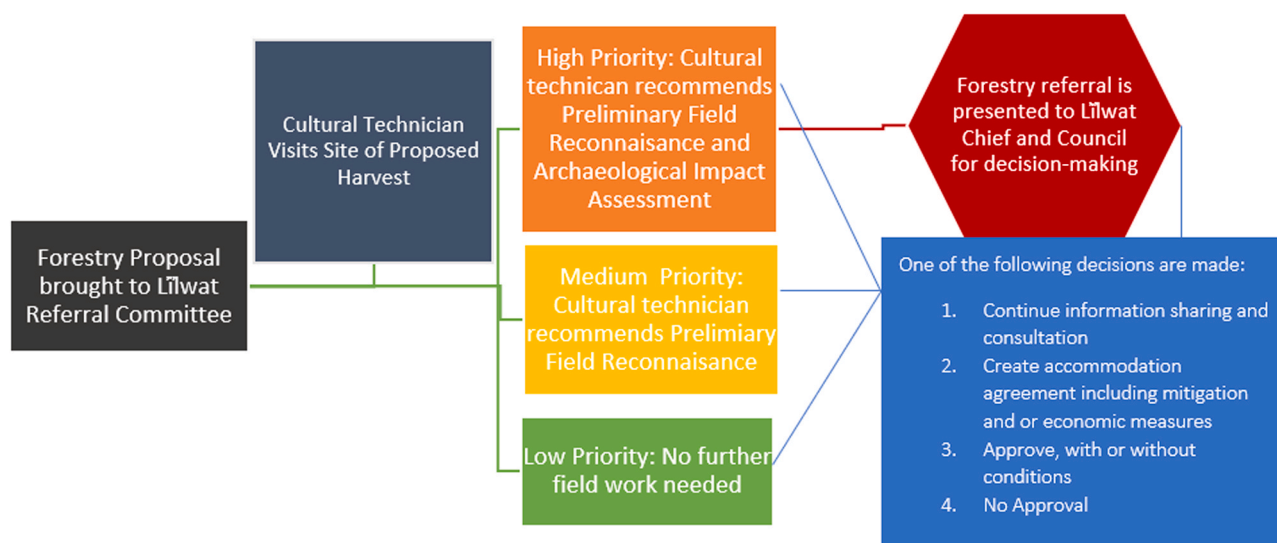 Forestry Proposal
brought to Lil̓wat
Referral Committee
Cultural Technician
Visits Site of Proposed
Harvest
High Priority: Cultural
technican recommends
Preliminary Field
Reconnaisance and
Archaeological Impact
Assessment
Medium Priority:
Cultural technician
recommends Prelimiary
Field Reconnaisance
Low Priority: No further
field work needed
Forestry referral is
presented to Lil̓wat
Chief and Council
for decision-making
One of the following decisions are made:
1. Continue information sharing and
consultation
2. Create accommodation
agreement including mitigation
and or economic measures
3. Approve, with or without
conditions
4. No Approval